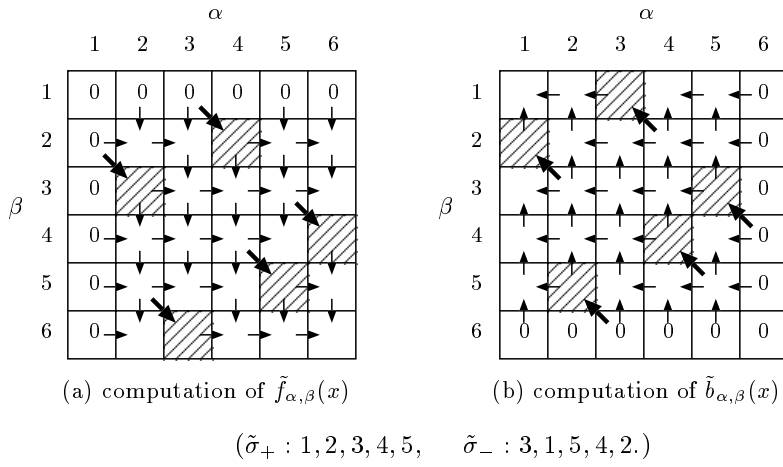 α α
1 2 3 4 5 6 1 2 3 4 5 6
1 0 0 0 0 0 0 1 0
2 0 2 0
β 3 0 β 3 0
4 0 4 0
5 0 5 0
6 0 6 0 0 0 0 0 0
(a) computation of f̃α,β(x) (b) computation of b̃α,β(x)
(σ̃+ : 1, 2, 3, 4, 5, σ̃− : 3, 1, 5, 4, 2.)